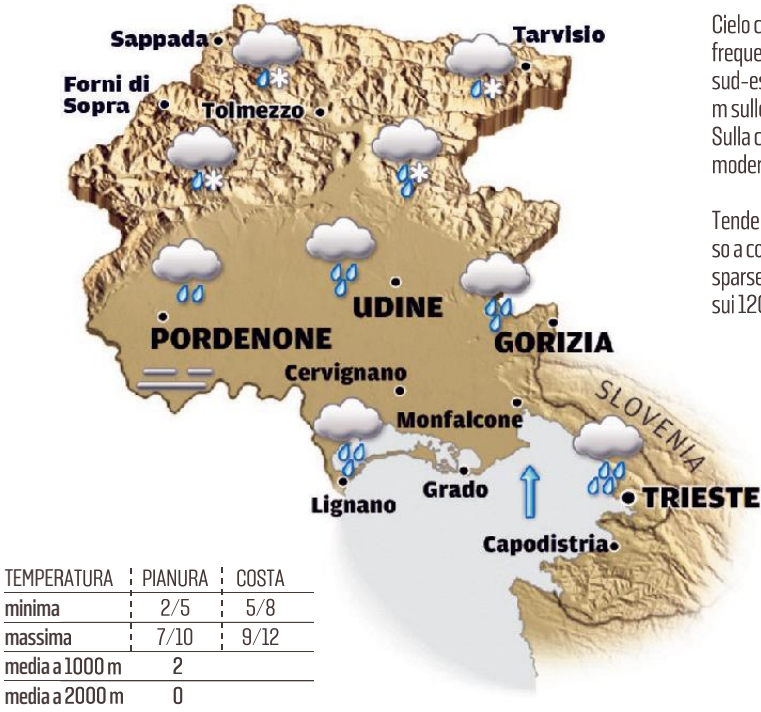 Sappada
Tarvisio
Forni di
Sopra
Tolmezzo
UDINE
PORDENONE
GORIZIA
Cervignano
SLOVENIA
Monfalcone
Grado
Lignano
TRIESTE
Capodistria
Cielo c
freque
sud-es
m sull
Sulla c
moder
Tende
so a co
sparse
sui 120
TEMPERATURA PIANURA COSTA
minima 2/5 5/8
massima 7/10 9/12
media a 1000 m 2
media a 2000 m 0